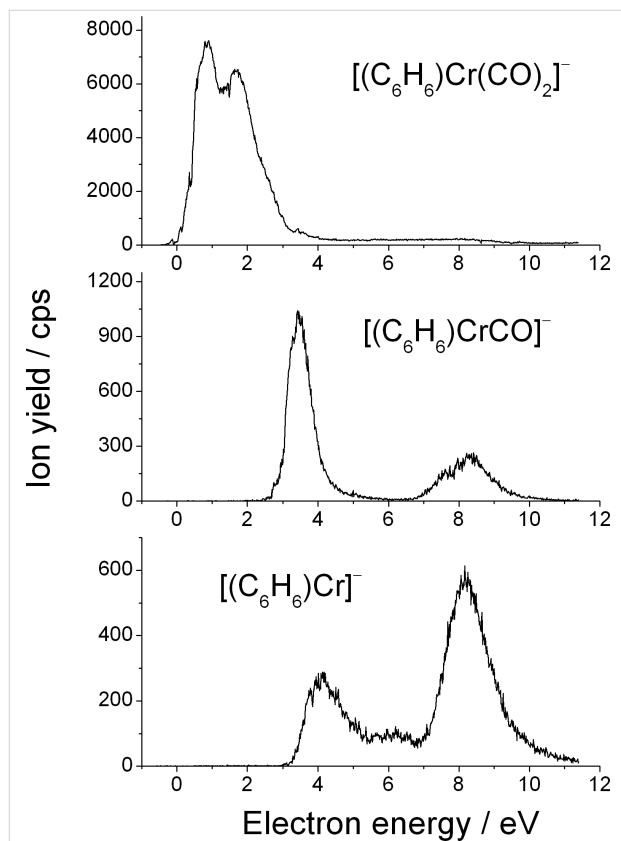 8000
6000
4000
2000
0
0 2 4 6 8 10 12
[(C₆H₆)Cr(CO)₂]⁻
1200
900
600
300
0
0 2 4 6 8 10 12
[(C₆H₆)CrCO]⁻
600
400
200
0
0 2 4 6 8 10 12
[(C₆H₆)Cr]⁻
Ion yield / cps
Electron energy / eV